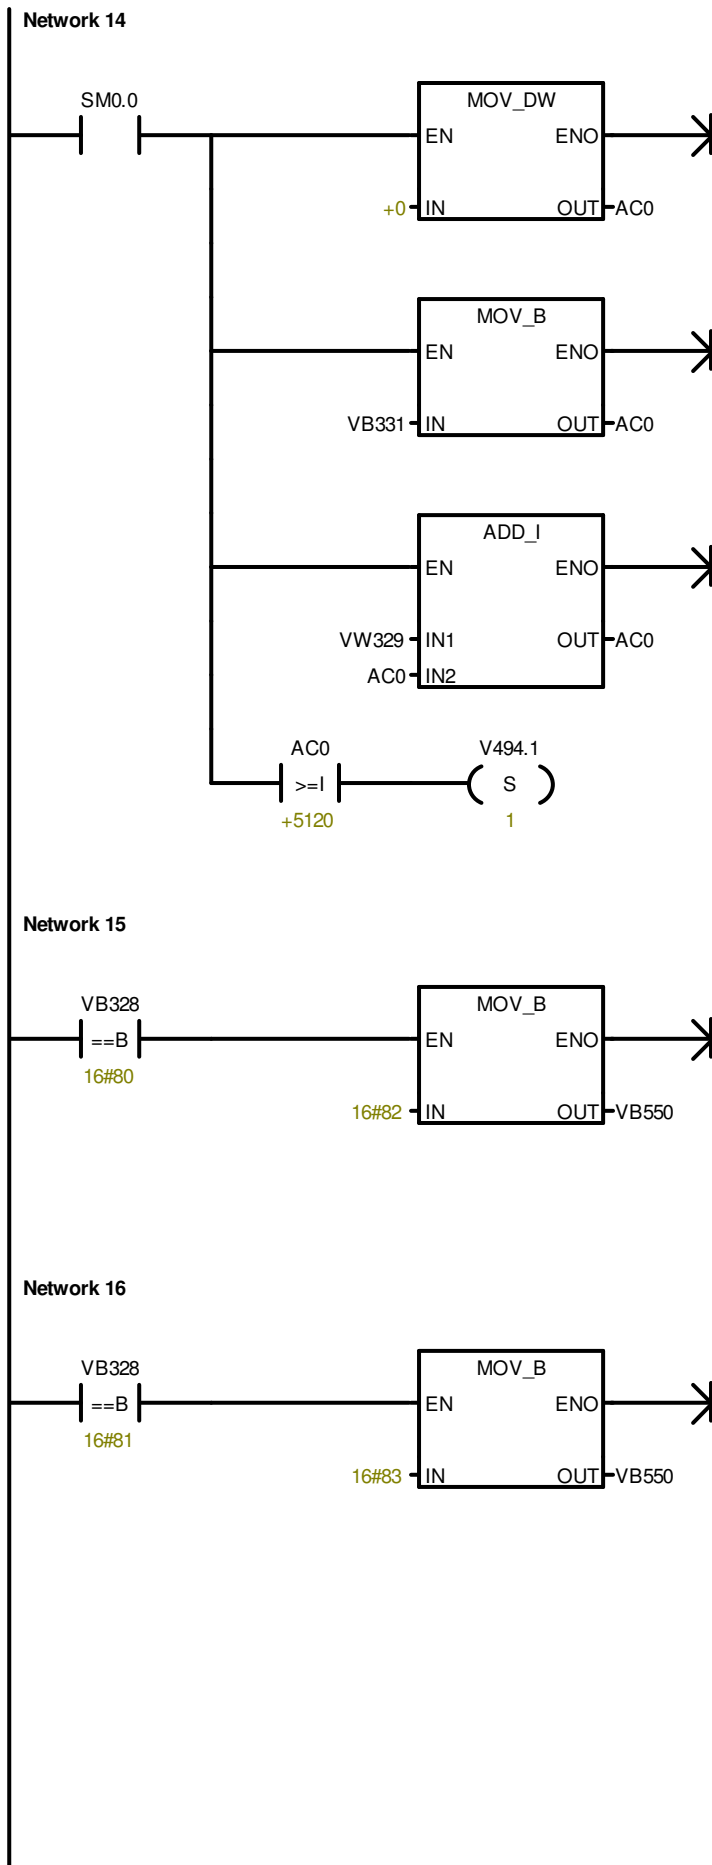 Network 14
SM0.0
MOV_DW
EN ENO
+0 IN OUT AC0
MOV_B
EN ENO
VB331 IN OUT AC0
ADD_I
EN ENO
VW329 IN1 OUT AC0
AC0 IN2
AC0 V494.1
>=I S
+5120 1
Network 15
VB328 MOV_B
==B EN ENO
16#80
16#82 IN OUT VB550
Network 16
VB328 MOV_B
==B EN ENO
16#81
16#83 IN OUT VB550